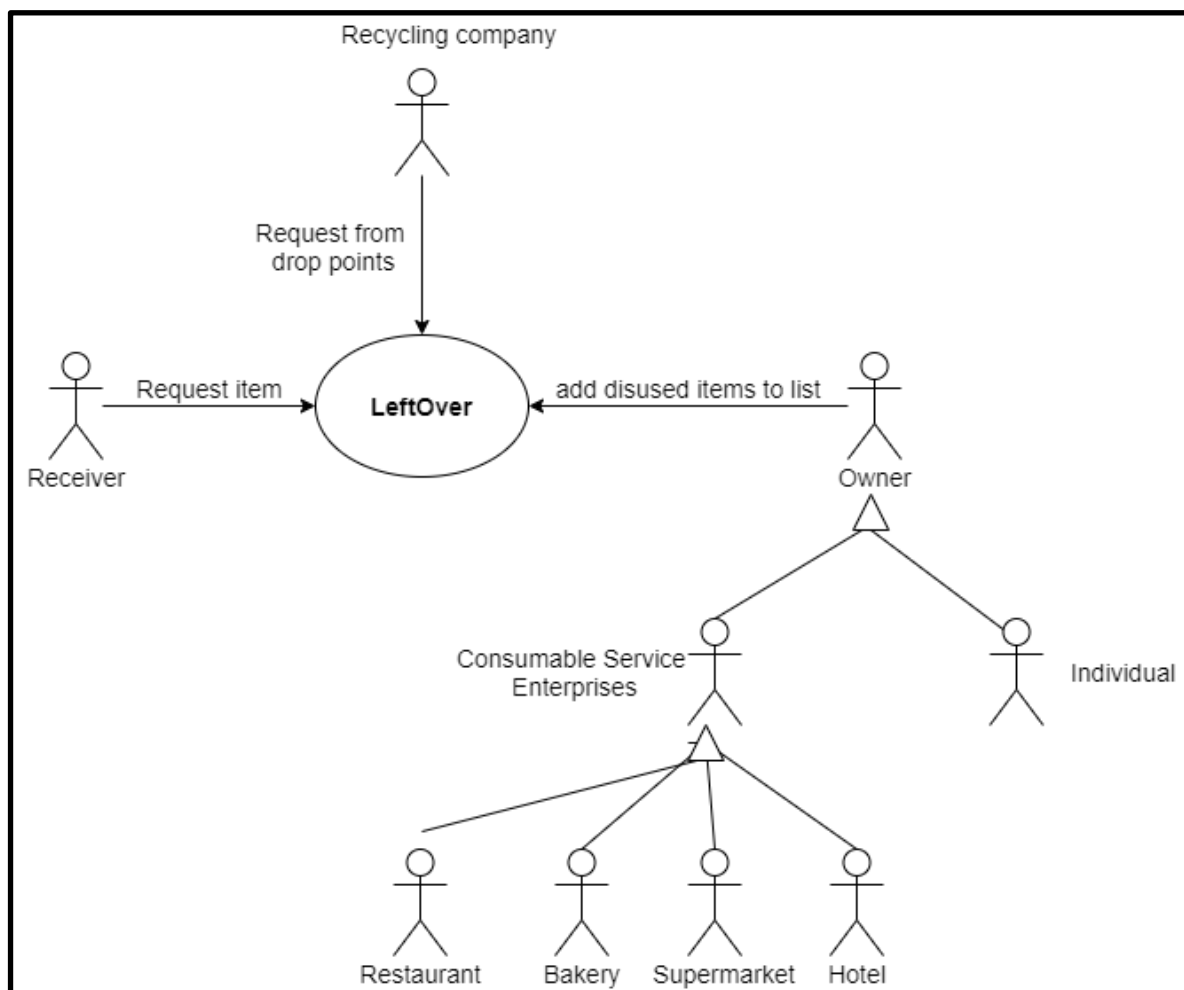 Recycling company
Request from
drop points
Request item
LeftOver
add disused items to list
Receiver
Owner
Consumable Service
Enterprises
Individual
Restaurant
Bakery
Supermarket
Hotel